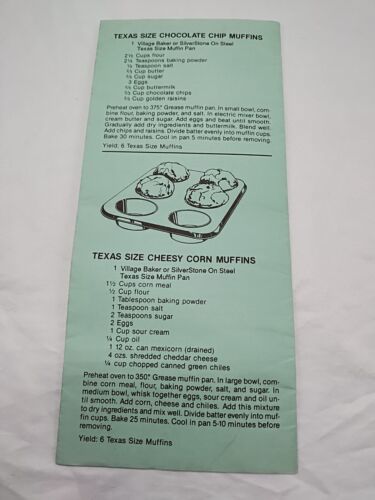 TEXAS SIZE CHOCOLATE CHIP MUFFINS
1 Village Baker or SilverStone On Steel
Texas Size Muffin Pan
2½ Cups flour
2¼ Teaspoons baking powder
Teaspoon salt
Cup butter
Cup sugar
3 Eggs
Cup buttermilk
Cup chocolate chips
Cup golden raisins
Preheat oven to 375°. Grease muffin pan. In small bowl, com-
bine flour, baking powder, and salt. In electric mixer bowl,
cream butter and sugar. Add eggs and beat until smooth.
Gradually add dry ingredients and buttermilk. Blend well.
Add chips and raisins. Divide batter evenly into muffin cups.
Bake 30 minutes. Cool in pan 5 minutes before removing.
Yield: 6 Texas Size Muffins
TEXAS SIZE CHEESY CORN MUFFINS
1 Village Baker or SilverStone On Steel
Texas Size Muffin Pan
1½ Cups corn meal
½ Cup flour
1 Tablespoon baking powder
1 Teaspoon salt
2 Teaspoons sugar
2 Eggs
1 Cup sour cream
¼ Cup oil
1 12 oz. can mexicorn (drained)
4 ozs. shredded cheddar cheese
¼ cup chopped canned green chiles
Preheat oven to 350°. Grease muffin pan. In large bowl, com-
bine corn meal, flour, baking powder, salt, and sugar. In
medium bowl, whisk together eggs, sour cream and oil un-
til smooth. Add corn, cheese and chiles. Add this mixture
to dry ingredients and mix well. Divide batter evenly into muf-
fin cups. Bake 25 minutes. Cool in pan 5-10 minutes before
removing.
Yield: 6 Texas Size Muffins